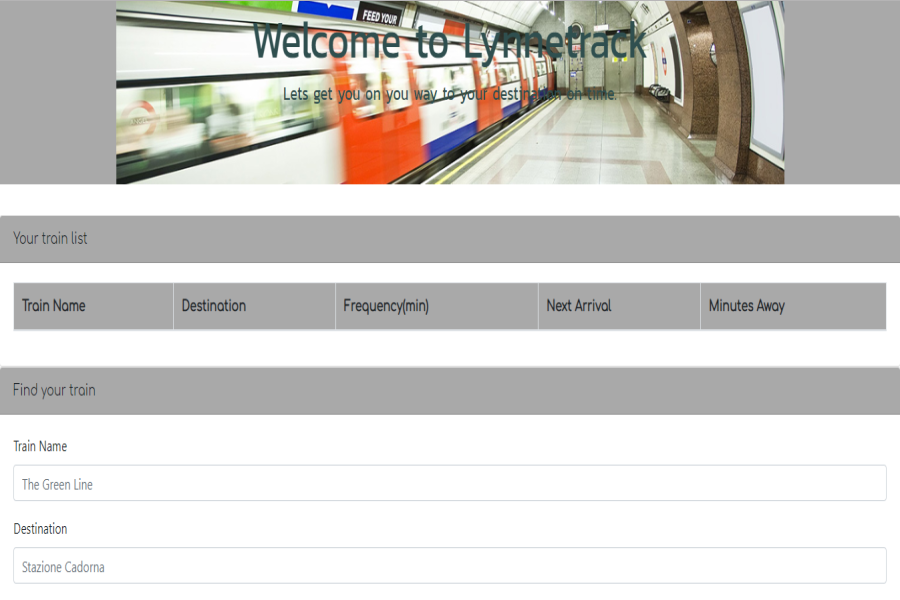 FEED YOUR
Welcome to Lynnetrack
Lets get you on you way to your destination on time.
Your train list
Train Name Destination Frequency(min) Next Arrival Minutes Away
Find your train
Train Name
The Green Line
Destination
Stazione Cadorna